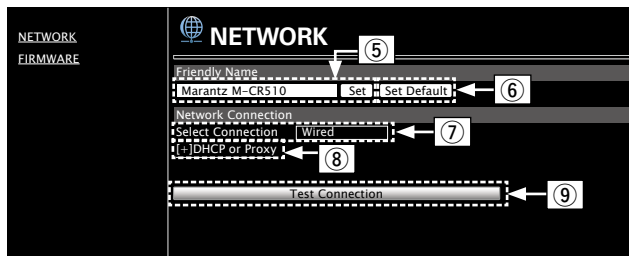 NETWORK
FIRMWARE
NETWORK
⑤
Friendly Name
Marantz M-CR510 Set Set Default ⑥
Network Connection
Select Connection Wired ⑦
[+]DHCP or Proxy ⑧
Test Connection ⑨